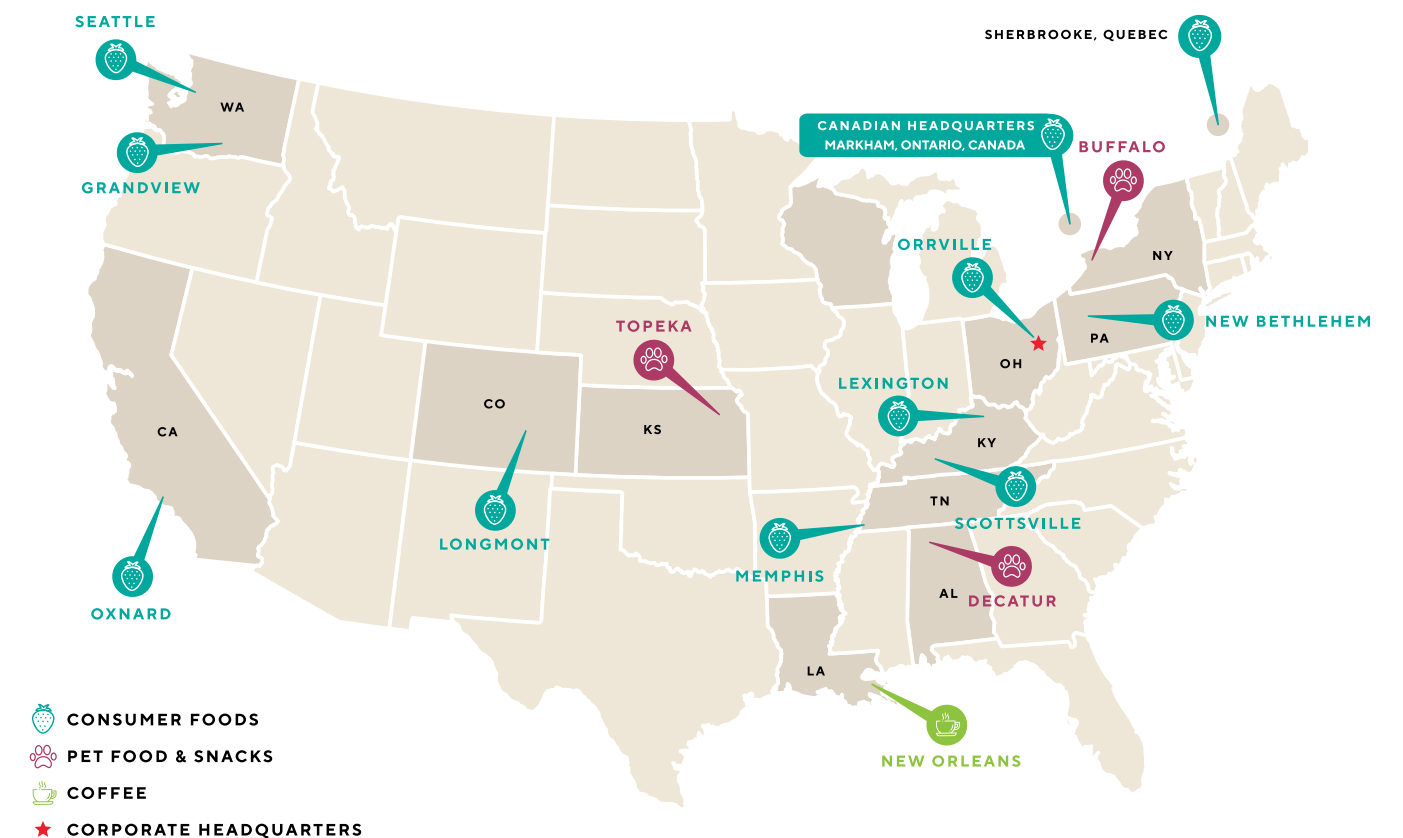 SEATTLE
SHERBROOKE, QUEBEC
WA
CANADIAN HEADQUARTERS
MARKHAM, ONTARIO, CANADA
BUFFALO
GRANDVIEW
ORRVILLE
NY
TOPEKA
NEW BETHLEHEM
PA
OH
LEXINGTON
CO
KS
CA
KY
TN
SCOTTSVILLE
LONGMONT
MEMPHIS
AL
DECATUR
OXNARD
LA
NEW ORLEANS
CONSUMER FOODS
PET FOOD & SNACKS
COFFEE
CORPORATE HEADQUARTERS